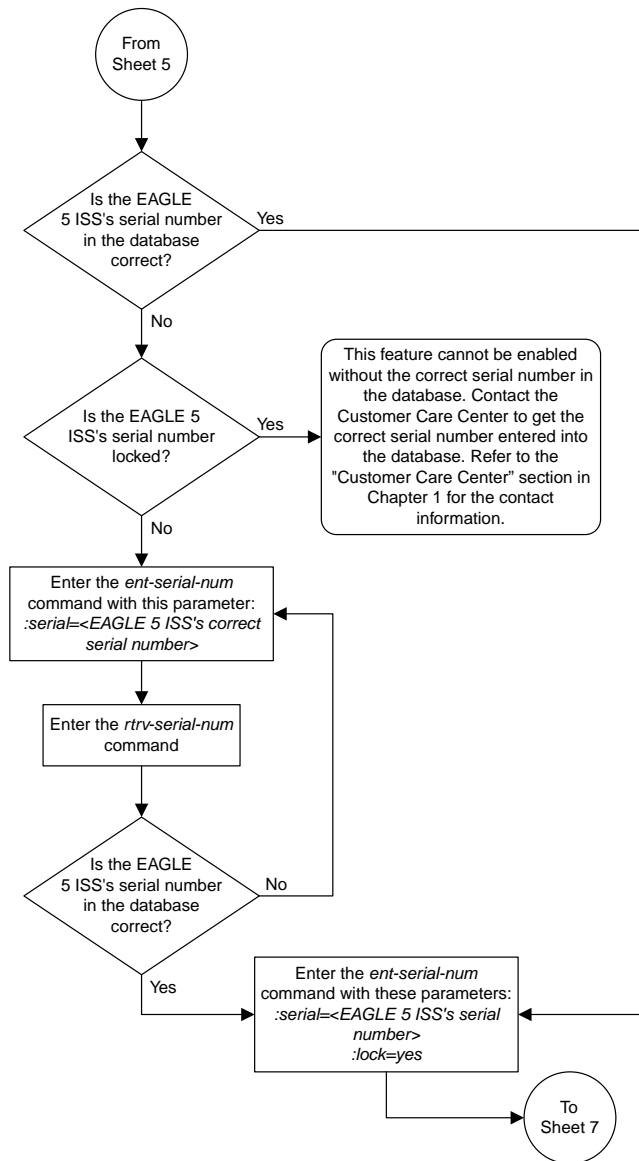 From
Sheet 5
Is the EAGLE
5 ISS's serial number
in the database
correct?
Yes
No
Is the EAGLE 5
ISS's serial number
locked?
Yes
This feature cannot be enabled
without the correct serial number in
the database. Contact the
Customer Care Center to get the
correct serial number entered into
the database. Refer to the
"Customer Care Center” section in
Chapter 1 for the contact
information.
No
Enter the ent-serial-num
command with this parameter:
:serial=<EAGLE 5 ISS's correct
serial number>
Enter the rtrv-serial-num
command
Is the EAGLE
5 ISS's serial number
in the database
correct?
No
Yes
Enter the ent-serial-num
command with these parameters:
:serial=<EAGLE 5 ISS's serial
number>
:lock=yes
To
Sheet 7